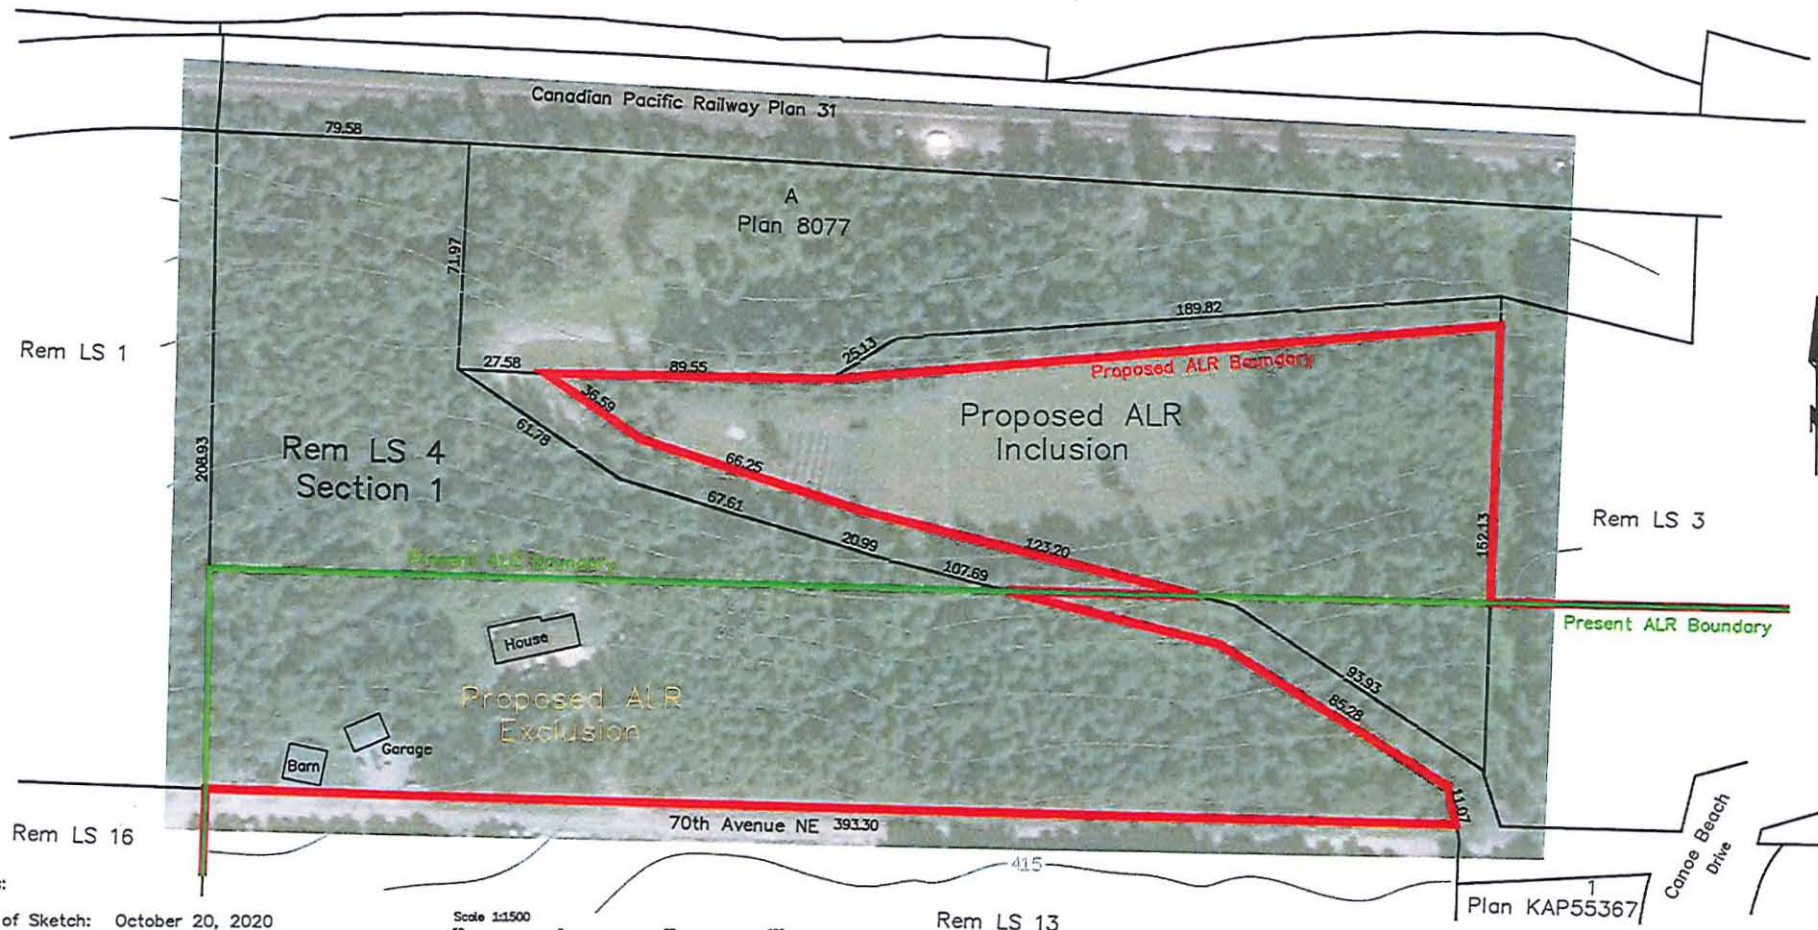 Canadian Pacific Railway Plan 31
79.58
A
Plan 8077
71.97
189.82
25.13
Rem LS 1
27.58
89.55
Proposed ALR Boundary
36.59
Proposed ALR
Inclusion
61.78
Rem LS 4
Section 1
208.93
66.25
67.61
Rem LS 3
152.13
20.99
123.20
107.69
Present ALR Boundary
Present ALR Boundary
House
93.93
85.28
Proposed ALR
Exclusion
Garage
Barn
11.07
70th Avenue NE 393.30
Rem LS 16
415
Canoe Beach
Drive
1
Plan KAP55367
of Sketch: October 20, 2020
Scale 1:1500
Rem LS 13